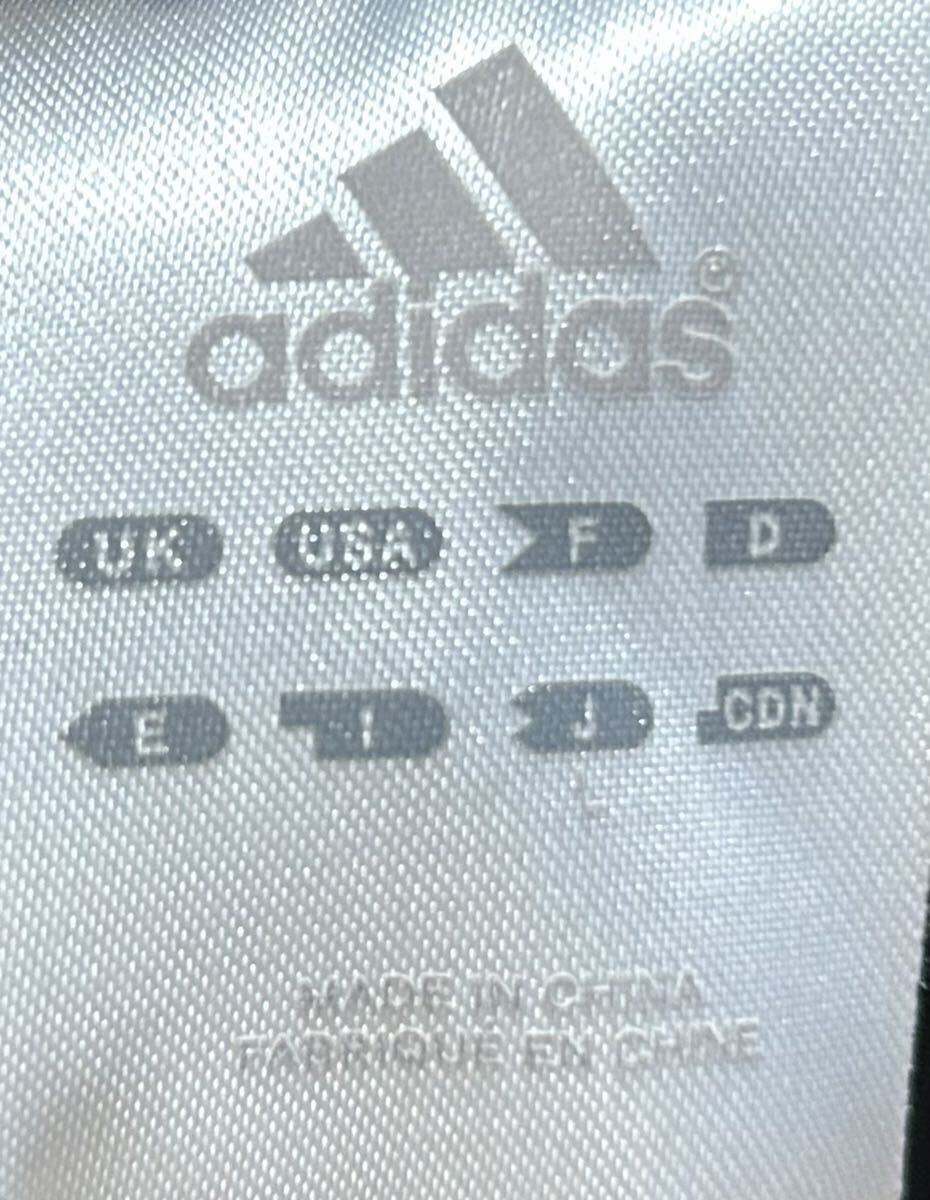 adidas®
UK USA F D
E I J CDN
L
MADE IN CHINA
FABRIQUE EN CHINE